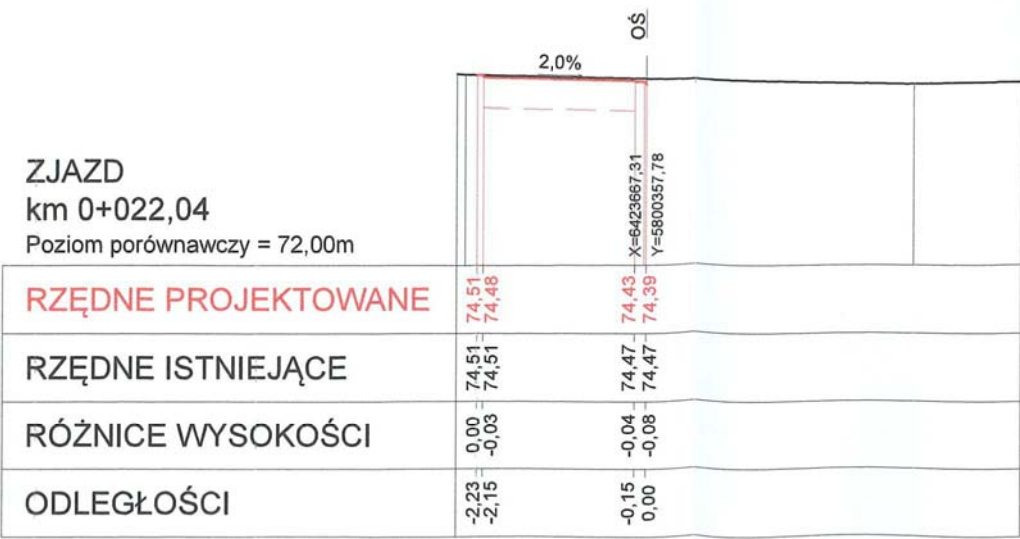 OŚ
2,0%
X=6423667,31
Y=5800357,78
ZJAZD
km 0+022,04
Poziom porównawczy = 72,00m
RZĘDNE PROJEKTOWANE 74,51 74,48 74,43 74,39
RZĘDNE ISTNIEJĄCE 74,51 74,51 74,47 74,47
RÓŻNICE WYSOKOŚCI 0,00 -0,03 -0,04 -0,08
ODLEGŁOŚCI -2,23 -2,15 -0,15 0,00